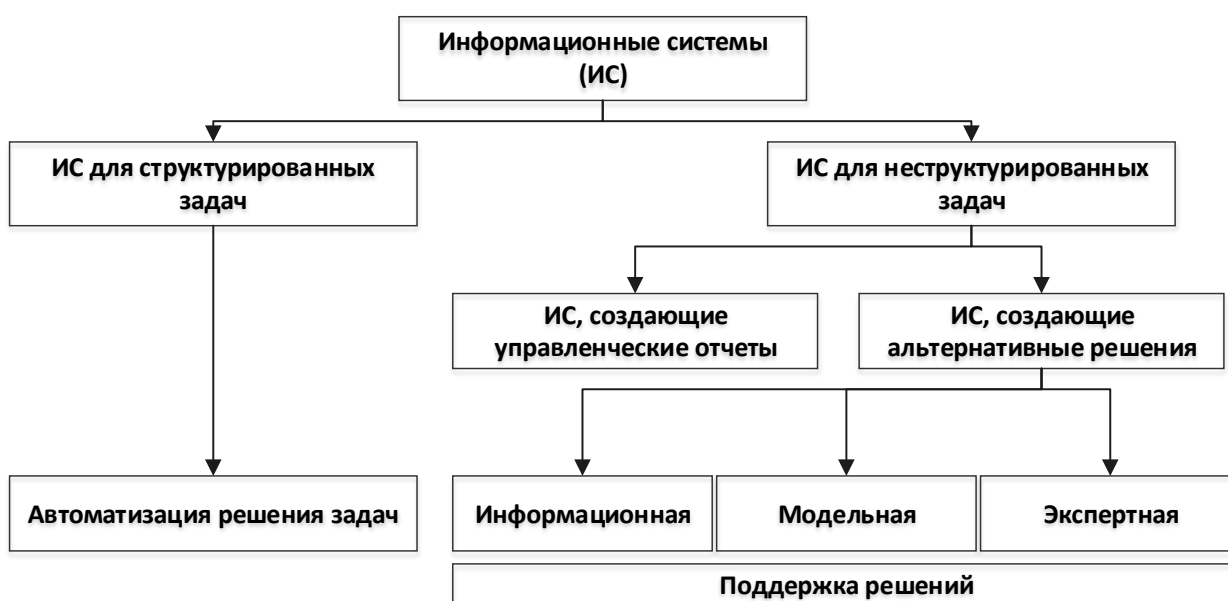 Информационные системы
(ИС)
ИС для структурированных
задач
ИС для неструктурированных
задач
ИС, создающие
управленческие отчеты
ИС, создающие
альтернативные решения
Автоматизация решения задач
Информационная
Модельная
Экспертная
Поддержка решений